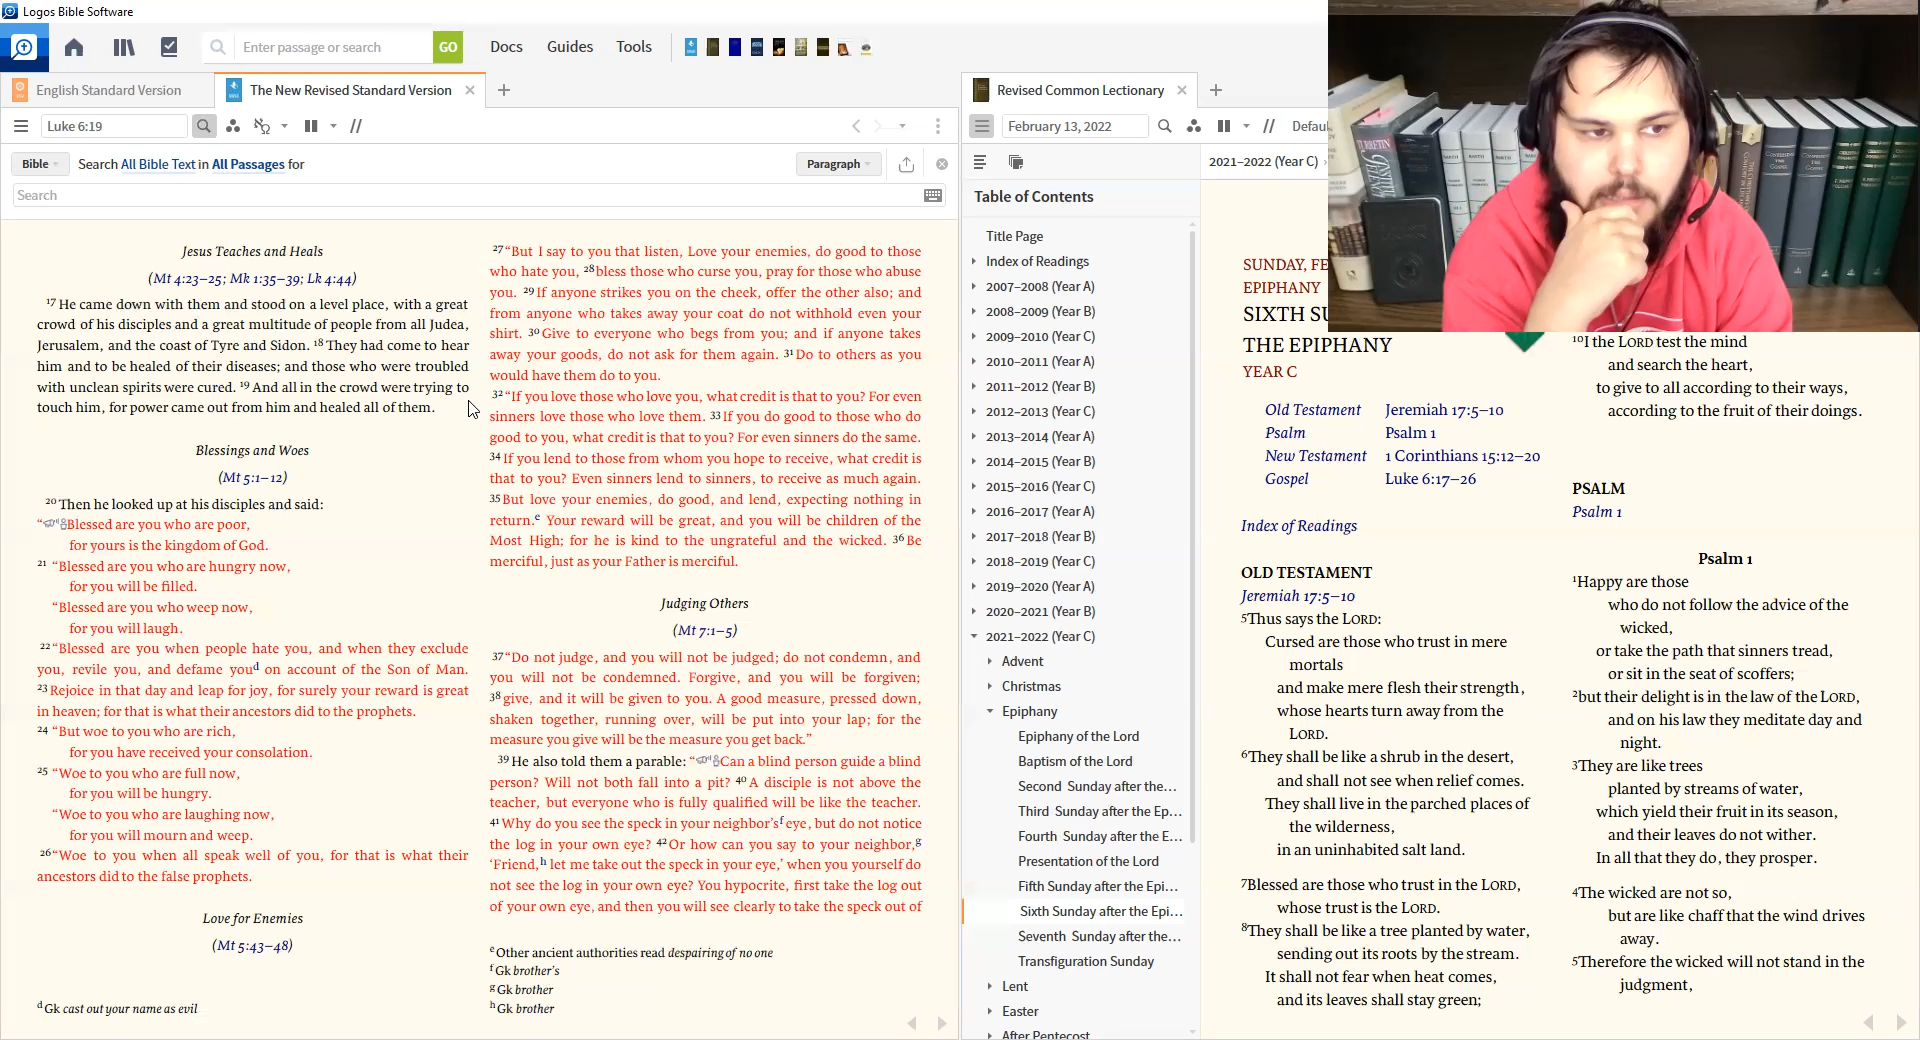 Logos Bible Software
Enter passage or search
GO
Docs
Guides
Tools
English Standard Version
The New Revised Standard Version
Luke 6:19
Bible
Search All Bible Text in All Passages for
Paragraph
Search
Jesus Teaches and Heals
(Mt 4:23–25; Mk 1:35–39; Lk 4:44)
17 He came down with them and stood on a level place, with a great
crowd of his disciples and a great multitude of people from all Judea,
Jerusalem, and the coast of Tyre and Sidon. 18 They had come to hear
him and to be healed of their diseases; and those who were troubled
with unclean spirits were cured. 19 And all in the crowd were trying to
touch him, for power came out from him and healed all of them.
Blessings and Woes
(Mt 5:1–12)
20 Then he looked up at his disciples and said:
“Blessed are you who are poor,
for yours is the kingdom of God.
21 “Blessed are you who are hungry now,
for you will be filled.
“Blessed are you who weep now,
for you will laugh.
22 “Blessed are you when people hate you, and when they exclude
you, revile you, and defame you d on account of the Son of Man.
23 Rejoice in that day and leap for joy, for surely your reward is great
in heaven; for that is what their ancestors did to the prophets.
24 “But woe to you who are rich,
for you have received your consolation.
25 “Woe to you who are full now,
for you will be hungry.
“Woe to you who are laughing now,
for you will mourn and weep.
26 “Woe to you when all speak well of you, for that is what their
ancestors did to the false prophets.
Love for Enemies
(Mt 5:43–48)
d Gk cast out your name as evil
27 “But I say to you that listen, Love your enemies, do good to those
who hate you, 28 bless those who curse you, pray for those who abuse
you. 29 If anyone strikes you on the cheek, offer the other also; and
from anyone who takes away your coat do not withhold even your
shirt. 30 Give to everyone who begs from you; and if anyone takes
away your goods, do not ask for them again. 31 Do to others as you
would have them do to you.
32 “If you love those who love you, what credit is that to you? For even
sinners love those who love them. 33 If you do good to those who do
good to you, what credit is that to you? For even sinners do the same.
34 If you lend to those from whom you hope to receive, what credit is
that to you? Even sinners lend to sinners, to receive as much again.
35 But love your enemies, do good, and lend, expecting nothing in
return. e Your reward will be great, and you will be children of the
Most High; for he is kind to the ungrateful and the wicked. 36 Be
merciful, just as your Father is merciful.
Judging Others
(Mt 7:1–5)
37 “Do not judge, and you will not be judged; do not condemn, and
you will not be condemned. Forgive, and you will be forgiven;
38 give, and it will be given to you. A good measure, pressed down,
shaken together, running over, will be put into your lap; for the
measure you give will be the measure you get back.”
39 He also told them a parable: “Can a blind person guide a blind
person? Will not both fall into a pit? 40 A disciple is not above the
teacher, but everyone who is fully qualified will be like the teacher.
41 Why do you see the speck in your neighbor’s f eye, but do not notice
the log in your own eye? 42 Or how can you say to your neighbor, g
‘Friend, h let me take out the speck in your eye,’ when you yourself do
not see the log in your own eye? You hypocrite, first take the log out
of your own eye, and then you will see clearly to take the speck out of
e Other ancient authorities read despairing of no one
f Gk brother’s
g Gk brother
h Gk brother
Revised Common Lectionary
February 13, 2022
Defaul
2021–2022 (Year C)
Table of Contents
Title Page
Index of Readings
2007–2008 (Year A)
2008–2009 (Year B)
2009–2010 (Year C)
2010–2011 (Year A)
2011–2012 (Year B)
2012–2013 (Year C)
2013–2014 (Year A)
2014–2015 (Year B)
2015–2016 (Year C)
2016–2017 (Year A)
2017–2018 (Year B)
2018–2019 (Year C)
2019–2020 (Year A)
2020–2021 (Year B)
2021–2022 (Year C)
Advent
Christmas
Epiphany
Epiphany of the Lord
Baptism of the Lord
Second Sunday after the...
Third Sunday after the Ep...
Fourth Sunday after the E...
Presentation of the Lord
Fifth Sunday after the Epi...
Sixth Sunday after the Epi...
Seventh Sunday after the...
Transfiguration Sunday
Lent
Easter
After Pentecost
SUNDAY, FE
EPIPHANY
SIXTH SU
THE EPIPHANY
YEAR C
Old Testament Jeremiah 17:5–10
Psalm Psalm 1
New Testament 1 Corinthians 15:12–20
Gospel Luke 6:17–26
Index of Readings
OLD TESTAMENT
Jeremiah 17:5–10
5 Thus says the LORD:
Cursed are those who trust in mere
mortals
and make mere flesh their strength,
whose hearts turn away from the
LORD.
6 They shall be like a shrub in the desert,
and shall not see when relief comes.
They shall live in the parched places of
the wilderness,
in an uninhabited salt land.
7 Blessed are those who trust in the LORD,
whose trust is the LORD.
8 They shall be like a tree planted by water,
sending out its roots by the stream.
It shall not fear when heat comes,
and its leaves shall stay green;
10 I the LORD test the mind
and search the heart,
to give to all according to their ways,
according to the fruit of their doings.
PSALM
Psalm 1
Psalm 1
1 Happy are those
who do not follow the advice of the
wicked,
or take the path that sinners tread,
or sit in the seat of scoffers;
2 but their delight is in the law of the LORD,
and on his law they meditate day and
night.
3 They are like trees
planted by streams of water,
which yield their fruit in its season,
and their leaves do not wither.
In all that they do, they prosper.
4 The wicked are not so,
but are like chaff that the wind drives
away.
5 Therefore the wicked will not stand in the
judgment,
TURRETIN
BARTH
BARTH